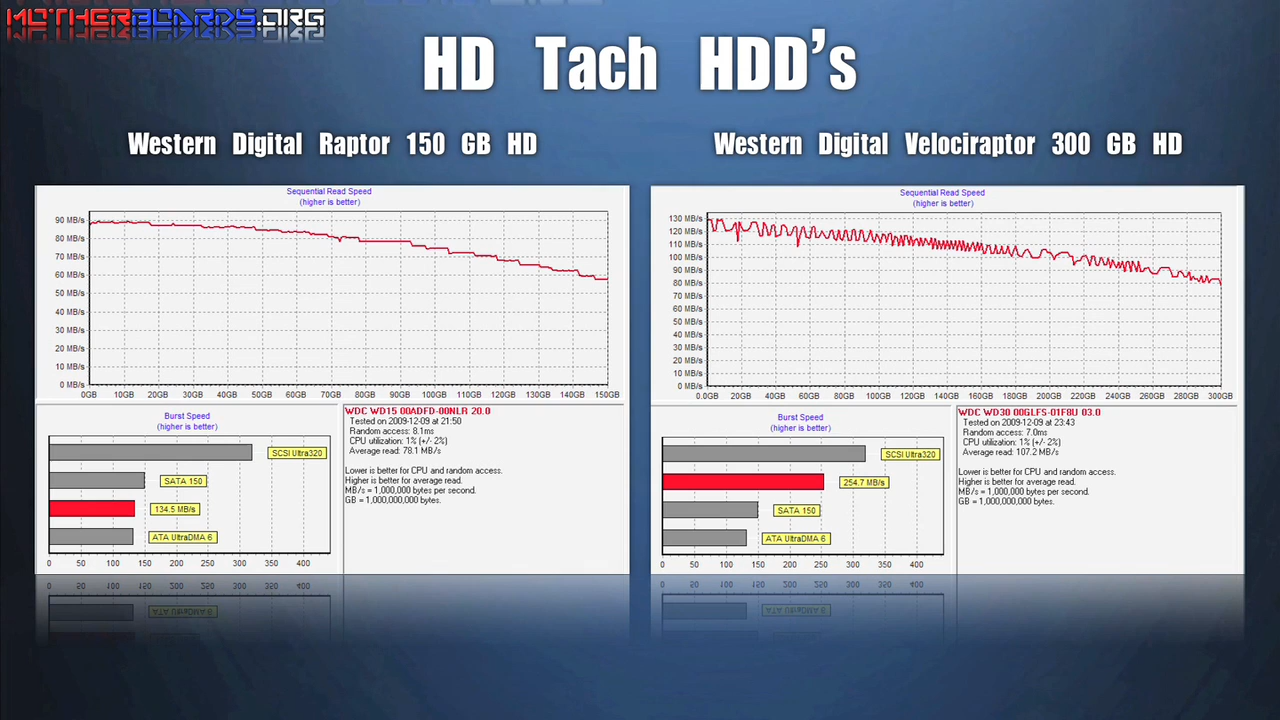 MOTHERBOARDS.ORG
HD Tach HDD's
Western Digital Raptor 150 GB HD
Sequential Read Speed
(higher is better)
90 MB/s
80 MB/s
70 MB/s
60 MB/s
50 MB/s
40 MB/s
30 MB/s
20 MB/s
10 MB/s
0 MB/s
0GB 10GB 20GB 30GB 40GB 50GB 60GB 70GB 80GB 90GB 100GB 110GB 120GB 130GB 140GB 150GB
Burst Speed
(higher is better)
SCSI Ultra320
SATA 150
134.5 MB/s
ATA UltraDMA 6
0 50 100 150 200 250 300 350 400
WDC WD15 00ADFD-00NLR 20.0
Tested on 2009-12-09 at 21:50
Random access: 8.1ms
CPU utilization: 1% (+/- 2%)
Average read: 78.1 MB/s
Lower is better for CPU and random access.
Higher is better for average read.
MB/s = 1,000,000 bytes per second.
GB = 1,000,000,000 bytes.
Western Digital Velociraptor 300 GB HD
Sequential Read Speed
(higher is better)
130 MB/s
120 MB/s
110 MB/s
100 MB/s
90 MB/s
80 MB/s
70 MB/s
60 MB/s
50 MB/s
40 MB/s
30 MB/s
20 MB/s
10 MB/s
0 MB/s
0.0GB 20GB 40GB 60GB 80GB 100GB 120GB 140GB 160GB 180GB 200GB 220GB 240GB 260GB 280GB 300GB
Burst Speed
(higher is better)
SCSI Ultra320
254.7 MB/s
SATA 150
ATA UltraDMA 6
0 50 100 150 200 250 300 350 400
WDC WD30 00GLFS-01F8U 03.0
Tested on 2009-12-09 at 23:43
Random access: 7.0ms
CPU utilization: 1% (+/- 2%)
Average read: 107.2 MB/s
Lower is better for CPU and random access.
Higher is better for average read.
MB/s = 1,000,000 bytes per second.
GB = 1,000,000,000 bytes.